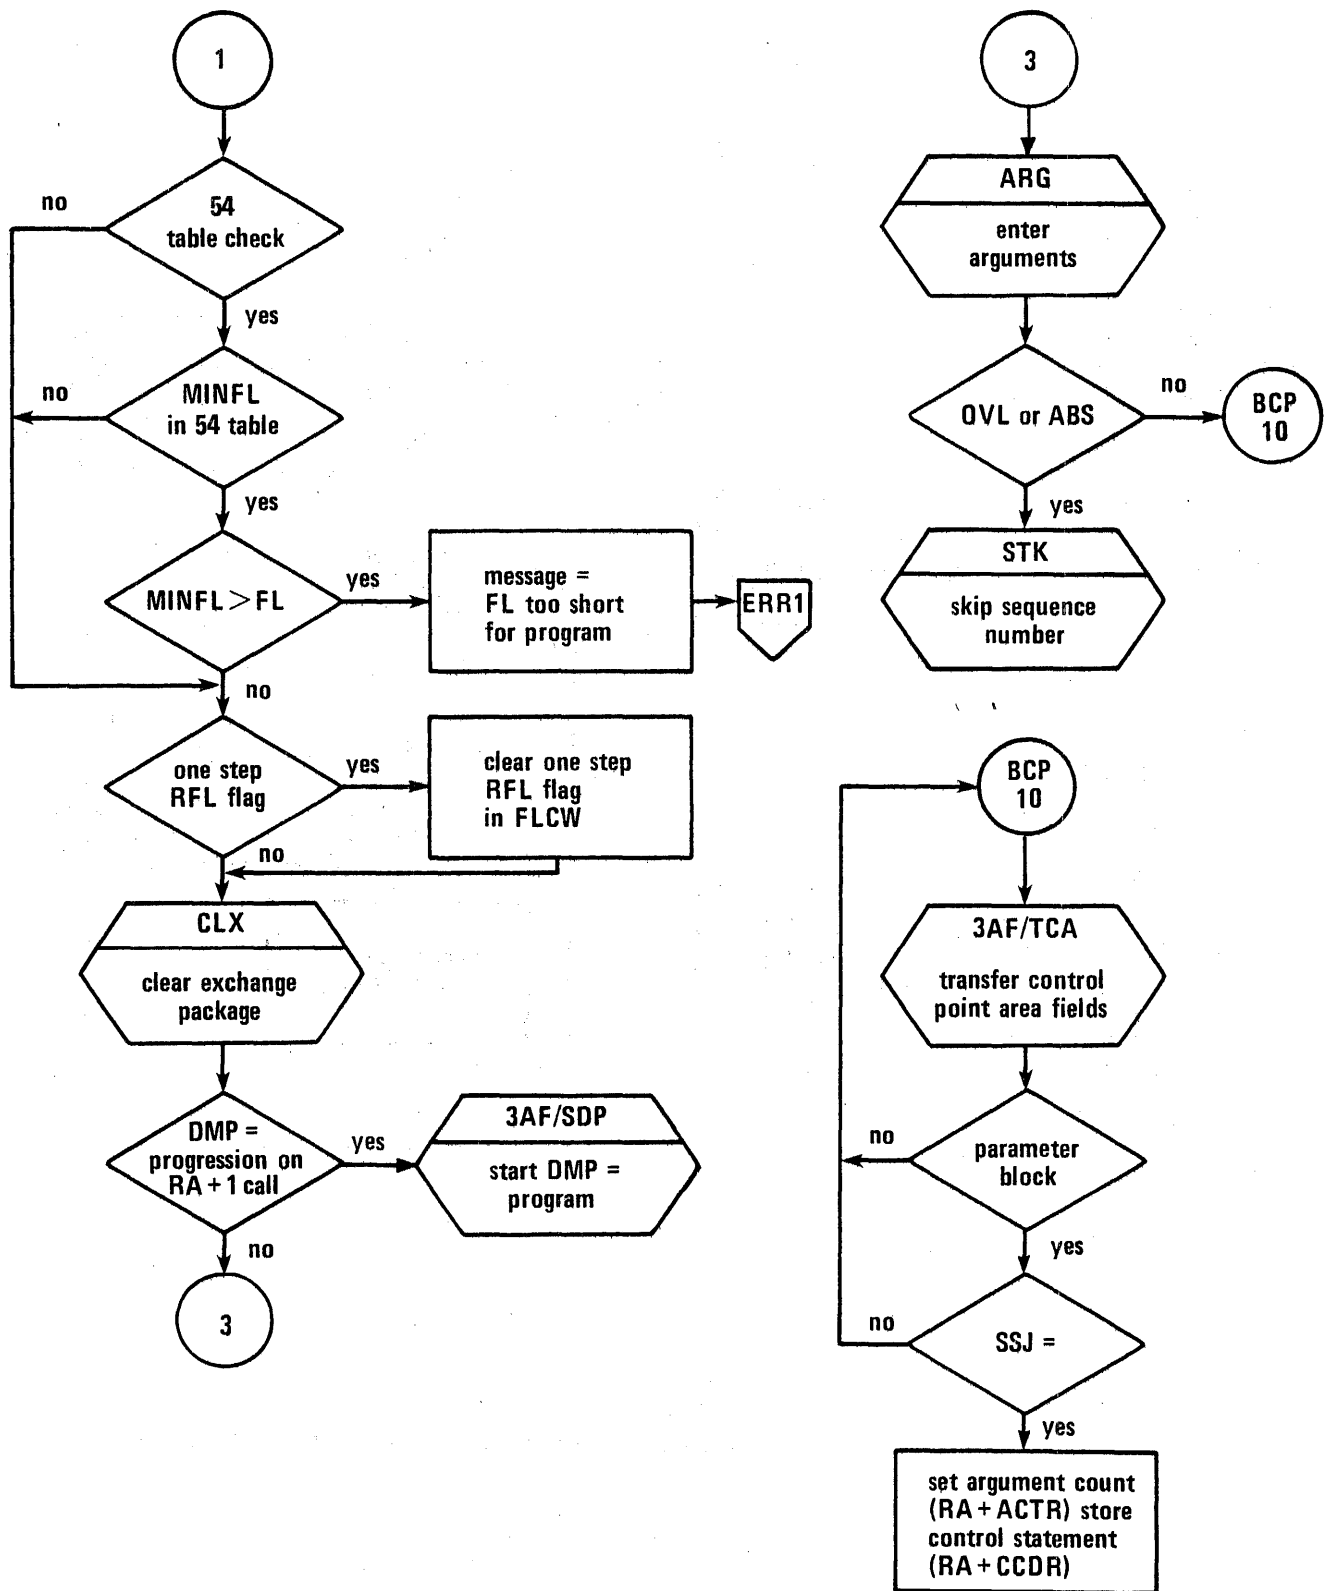 1
54
table check
no
yes
MINFL
in 54 table
no
yes
MINFL > FL
yes
message =
FL too short
for program
ERR1
no
one step
RFL flag
yes
clear one step
RFL flag
in FLCW
no
CLX
clear exchange
package
DMP =
progression on
RA + 1 call
yes
3AF/SDP
start DMP =
program
no
3
3
ARG
enter
arguments
OVL or ABS
no
BCP
10
yes
STK
skip sequence
number
BCP
10
3AF/TCA
transfer control
point area fields
parameter
block
no
yes
SSJ =
no
yes
set argument count
(RA + ACTR) store
control statement
(RA + CCDR)